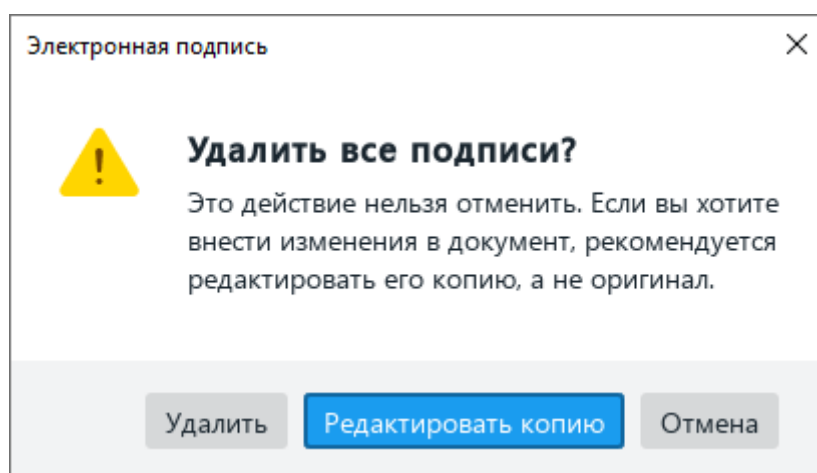 Электронная подпись
Удалить все подписи?
Это действие нельзя отменить. Если вы хотите
внести изменения в документ, рекомендуется
редактировать его копию, а не оригинал.
Удалить Редактировать копию Отмена